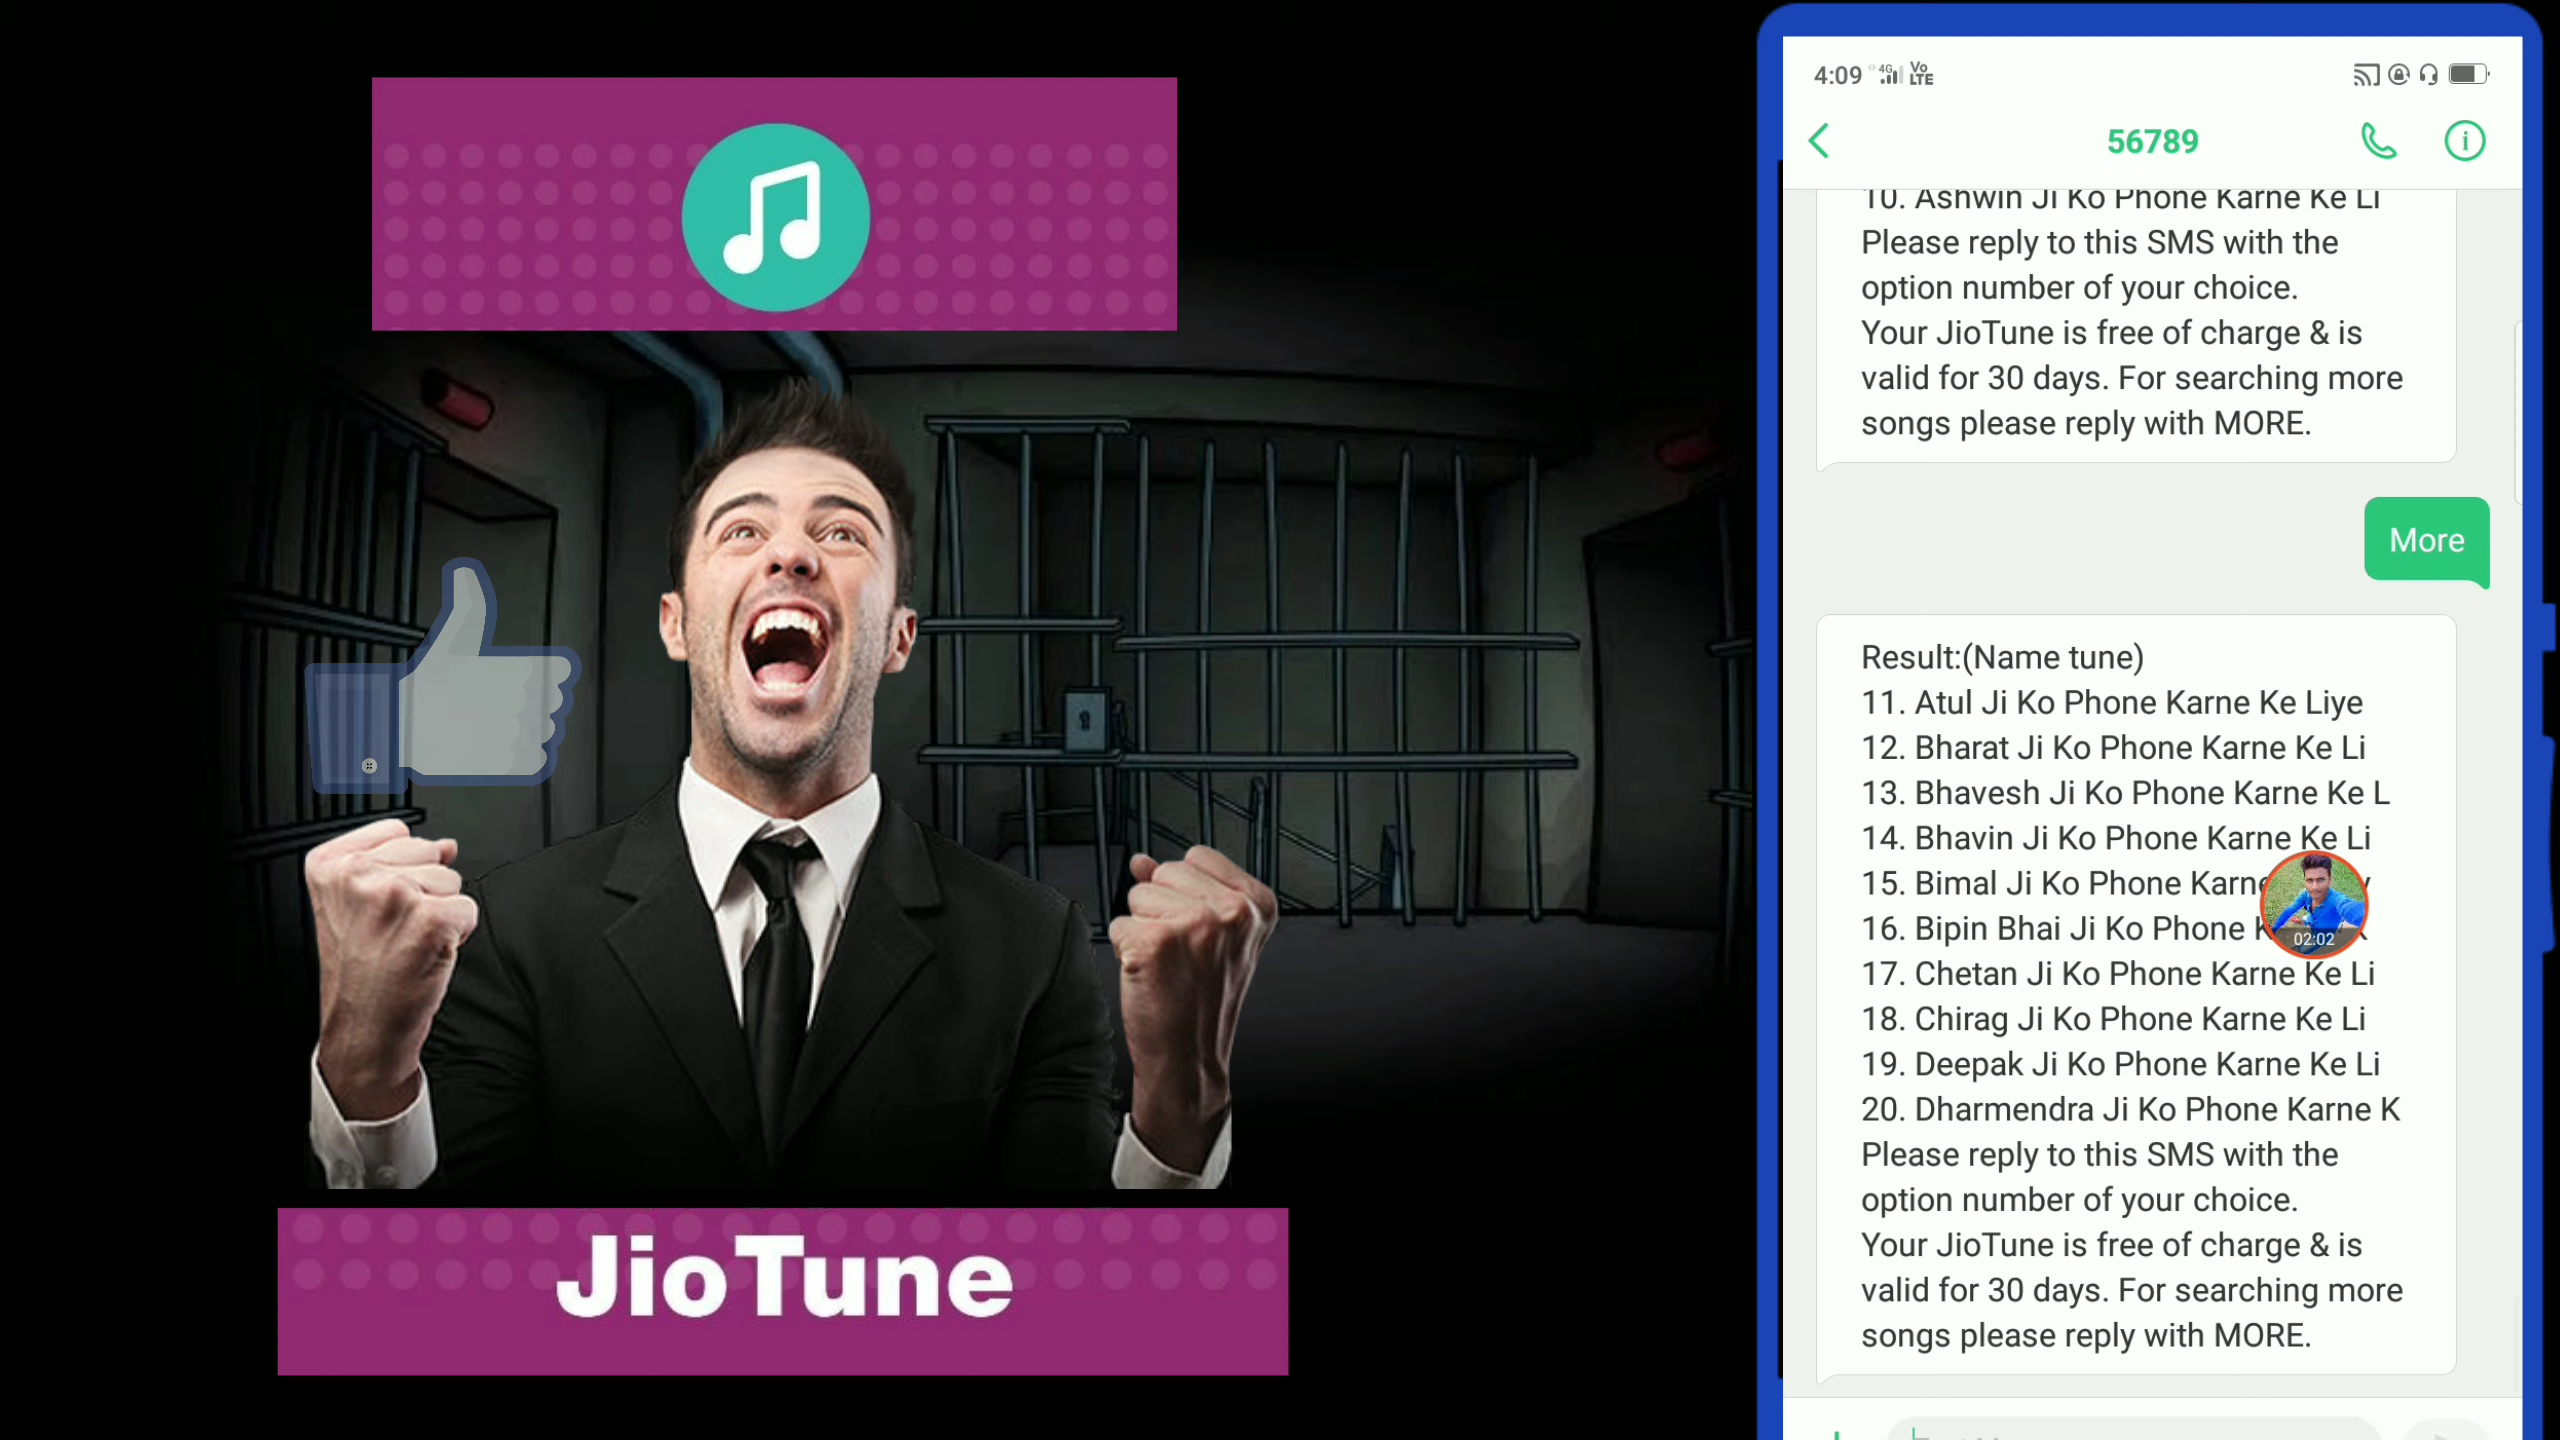 JioTune
4:09 4G Vo LTE
56789
10. Ashwin Ji Ko Phone Karne Ke Li
Please reply to this SMS with the
option number of your choice.
Your JioTune is free of charge & is
valid for 30 days. For searching more
songs please reply with MORE.
More
Result:(Name tune)
11. Atul Ji Ko Phone Karne Ke Liye
12. Bharat Ji Ko Phone Karne Ke Li
13. Bhavesh Ji Ko Phone Karne Ke L
14. Bhavin Ji Ko Phone Karne Ke Li
15. Bimal Ji Ko Phone Karne
16. Bipin Bhai Ji Ko Phone
02:02
17. Chetan Ji Ko Phone Karne Ke Li
18. Chirag Ji Ko Phone Karne Ke Li
19. Deepak Ji Ko Phone Karne Ke Li
20. Dharmendra Ji Ko Phone Karne K
Please reply to this SMS with the
option number of your choice.
Your JioTune is free of charge & is
valid for 30 days. For searching more
songs please reply with MORE.